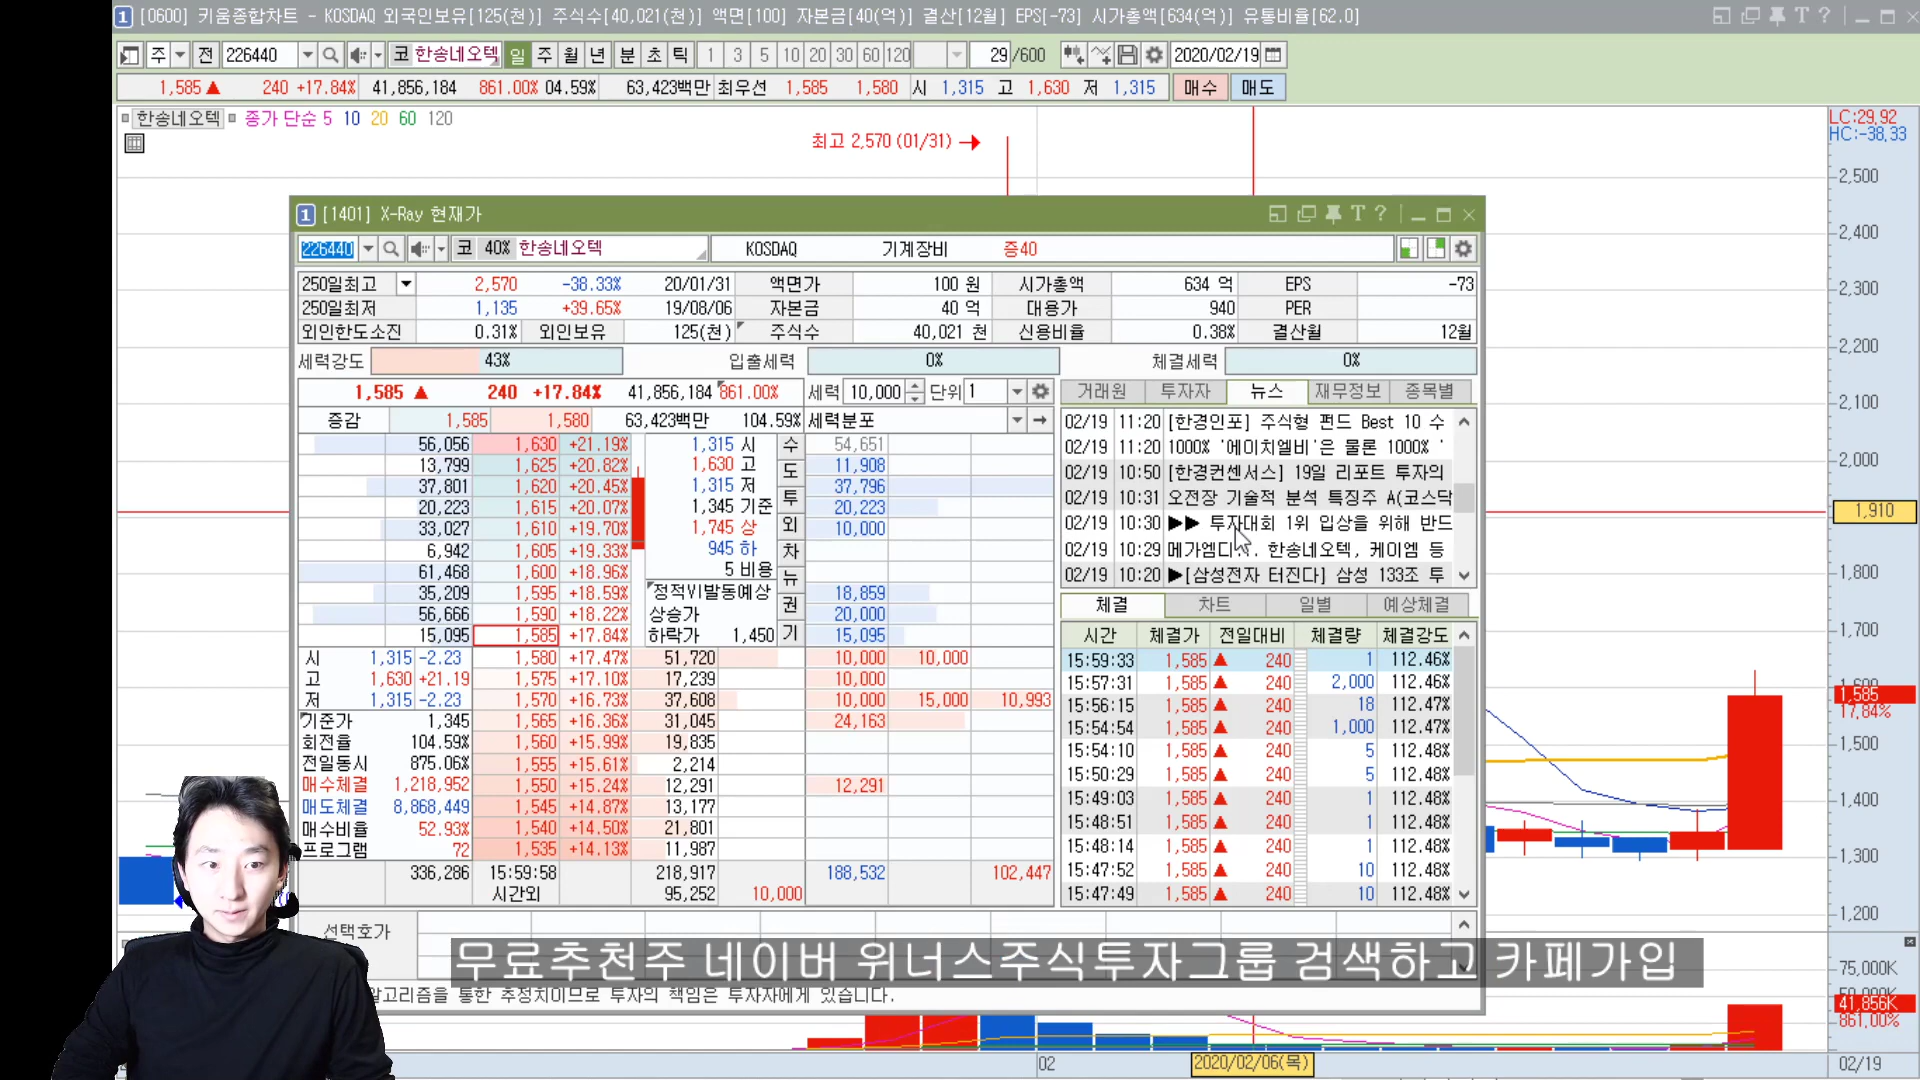 1 [0600] 키움종합차트 - KOSDAQ 외국인보유[125(천)] 주식수[40,021(천)] 액면[100] 자본금[40(억)] 결산[12월] EPS[-73] 시가총액[634(억)] 유통비율[62.0]
주 전 226440 코 한송네오텍 일 주 월 년 분 초 틱 1 3 5 10 20 30 60 120 29 /600 2020/02/19
1,585 ▲ 240 +17.84% 41,856,184 861.00% 04.59% 63,423백만 최우선 1,585 1,580 시 1,315 고 1,630 저 1,315 매수 매도
한송네오텍 종가 단순 5 10 20 60 120
최고 2,570 (01/31) →
LC:29.92
HC:-38.33
2,500
2,400
2,300
2,200
2,100
2,000
1,910
1,800
1,700
1,585
17.84%
1,500
1,400
1,300
1,200
75,000K
41,856K
861.00%
1 [1401] X-Ray 현재가
226440 코 40% 한송네오텍 KOSDAQ 기계장비 증40
250일최고 2,570 -38.33% 20/01/31 액면가 100 원 시가총액 634 억 EPS -73
250일최저 1,135 +39.65% 19/08/06 자본금 40 억 대용가 940 PER
외인한도소진 0.31% 외인보유 125(천) 주식수 40,021 천 신용비율 0.38% 결산월 12월
세력강도 43% 입출세력 0% 체결세력 0%
1,585 ▲ 240 +17.84% 41,856,184 861.00% 세력 10,000 단위 1
증감 1,585 1,580 63,423백만 104.59% 세력분포
56,056 1,630 +21.19% 1,315 시 수 54,651
13,799 1,625 +20.82% 1,630 고 도 11,908
37,801 1,620 +20.45% 1,315 저 37,796
20,223 1,615 +20.07% 1,345 기준 투 20,223
33,027 1,610 +19.70% 1,745 상 외 10,000
6,942 1,605 +19.33% 945 하 차
61,468 1,600 +18.96% 5 비용 뉴
35,209 1,595 +18.59% 정적VI발동예상 권 18,859
56,666 1,590 +18.22% 상승가 20,000
15,095 1,585 +17.84% 하락가 1,450 기 15,095
시 1,315 -2.23 1,580 +17.47% 51,720 10,000 10,000
고 1,630 +21.19 1,575 +17.10% 17,239 10,000
저 1,315 -2.23 1,570 +16.73% 37,608 10,000 15,000 10,993
기준가 1,345 1,565 +16.36% 31,045 24,163
회전율 104.59% 1,560 +15.99% 19,835
전일동시 875.06% 1,555 +15.61% 2,214
매수체결 1,218,952 1,550 +15.24% 12,291 12,291
매도체결 8,868,449 1,545 +14.87% 13,177
매수비율 52.93% 1,540 +14.50% 21,801
프로그램 72 1,535 +14.13% 11,987
336,286 15:59:58 218,917 188,532 102,447
시간외 95,252 10,000
거래원 투자자 뉴스 재무정보 종목별
02/19 11:20 [한경인포] 주식형 펀드 Best 10 수
02/19 11:20 1000% '에이치엘비'은 물론 1000% '
02/19 10:50 [한경컨센서스] 19일 리포트 투자의
02/19 10:31 오전장 기술적 분석 특징주 A(코스닥
02/19 10:30 ▶▶ 투자대회 1위 입상을 위해 반드
02/19 10:29 메가엠디, 한송네오텍, 케이엠 등
02/19 10:20 ▶[삼성전자 터진다] 삼성 133조 투
체결 차트 일별 예상체결
시간 체결가 전일대비 체결량 체결강도
15:59:33 1,585 ▲ 240 1 112.46%
15:57:31 1,585 ▲ 240 2,000 112.46%
15:56:15 1,585 ▲ 240 18 112.47%
15:54:54 1,585 ▲ 240 1,000 112.47%
15:54:10 1,585 ▲ 240 5 112.48%
15:50:29 1,585 ▲ 240 5 112.48%
15:49:03 1,585 ▲ 240 1 112.48%
15:48:51 1,585 ▲ 240 1 112.48%
15:48:14 1,585 ▲ 240 1 112.48%
15:47:52 1,585 ▲ 240 10 112.48%
15:47:49 1,585 ▲ 240 10 112.48%
선택호가
무료추천주 네이버 위너스주식투자그룹 검색하고 카페가입
알고리즘을 통한 추정치이므로 투자의 책임은 투자자에게 있습니다.
02 2020/02/06(목) 02/19